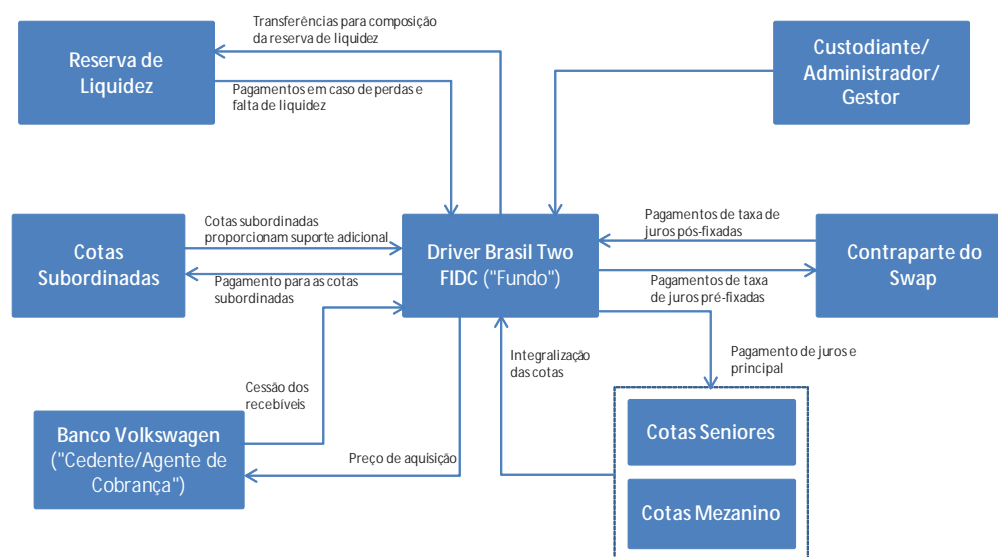 Transferências para composição
da reserva de liquidez
Reserva de
Liquidez
Pagamentos em caso de perdas e
falta de liquidez
Custodiante/
Administrador/
Gestor
Cotas
Subordinadas
Cotas subordinadas
proporcionam suporte adicional
Pagamento para as cotas
subordinadas
Driver Brasil Two
FIDC ("Fundo")
Pagamentos de taxa de
juros pós-fixadas
Pagamentos de taxa
de juros pré-fixadas
Contraparte do
Swap
Integralização
das cotas
Pagamento de juros e
principal
Cessão dos
recebíveis
Banco Volkswagen
("Cedente/Agente de
Cobrança")
Preço de aquisição
Cotas Seniores
Cotas Mezanino